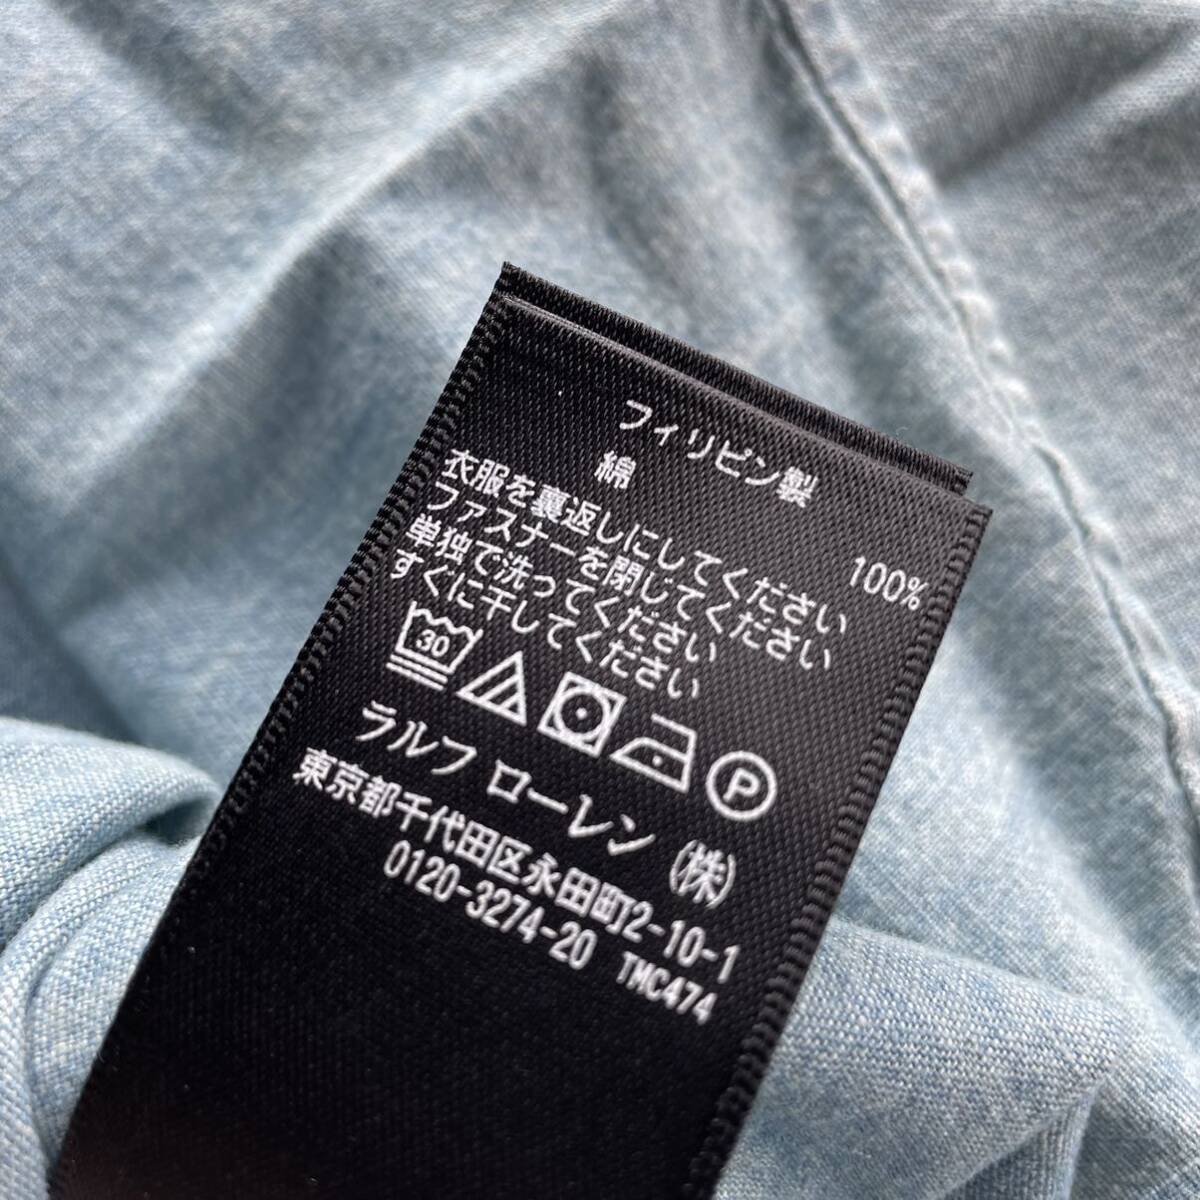 フィリピン製
綿 100%
衣服を裏返しにしてください
ファスナーを閉じてください
単独で洗ってください
すぐに干してください
30 P
ラルフ ローレン (株)
東京都千代田区永田町2-10-1
0120-3274-20 TMC474